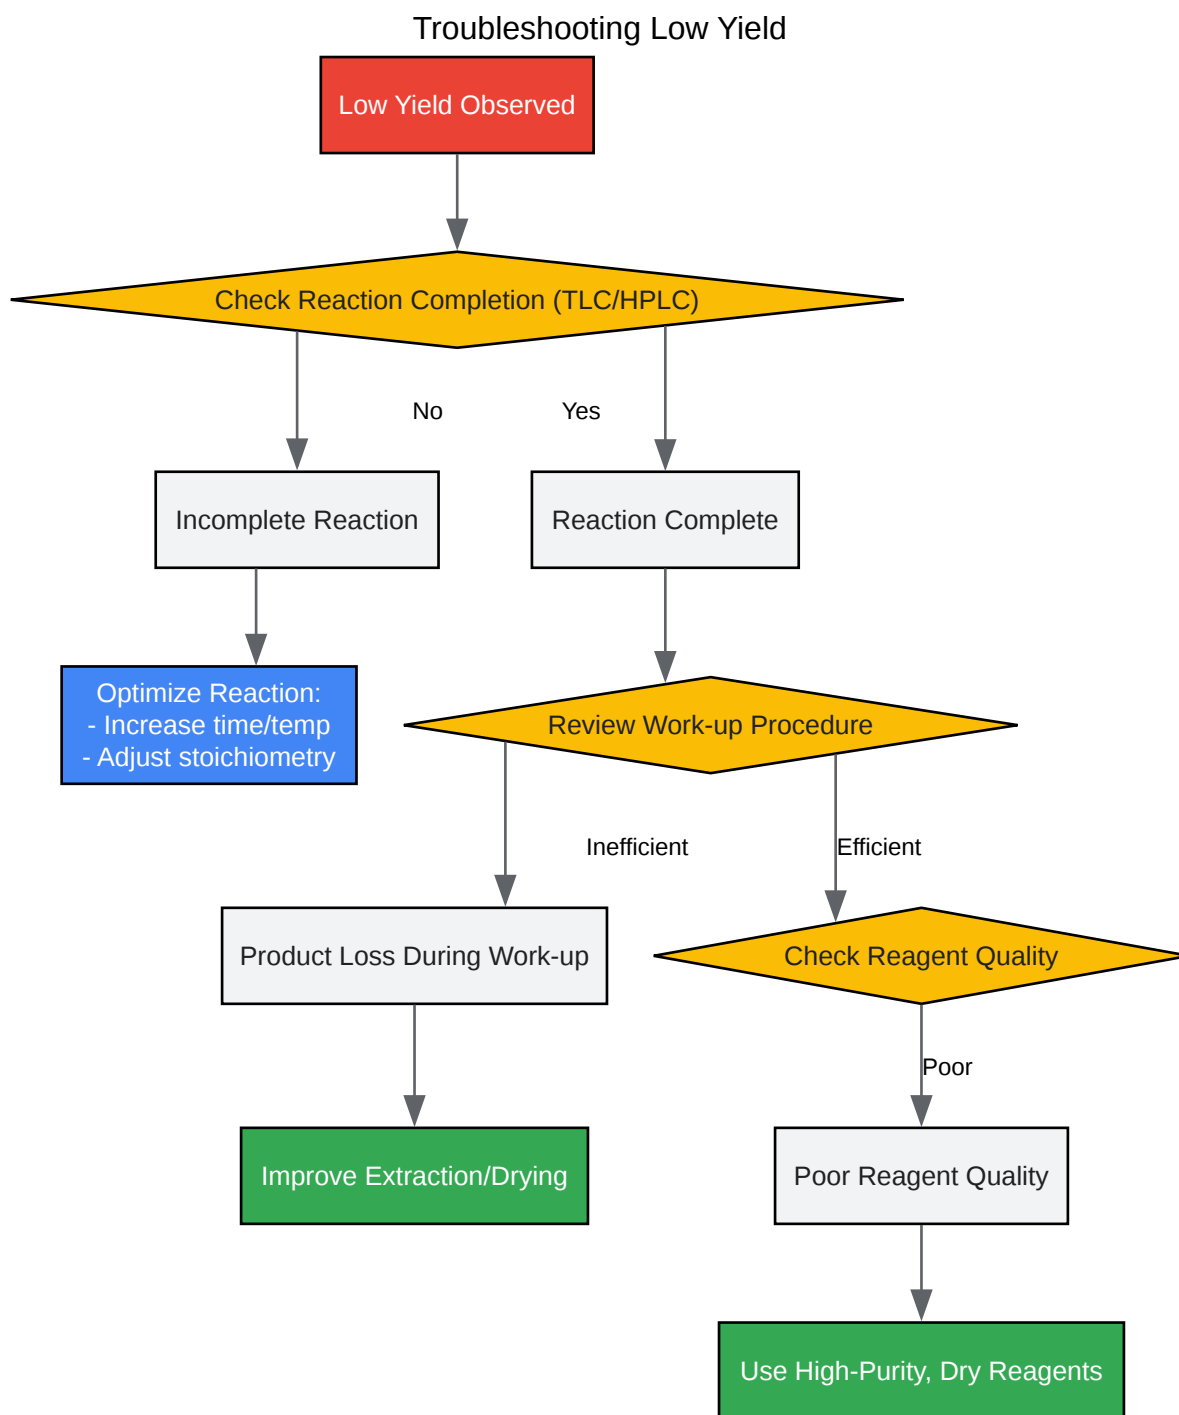 Troubleshooting Low Yield
Low Yield Observed
Check Reaction Completion (TLC/HPLC)
No
Yes
Incomplete Reaction
Reaction Complete
Optimize Reaction:
- Increase time/temp
- Adjust stoichiometry
Review Work-up Procedure
Inefficient
Efficient
Product Loss During Work-up
Check Reagent Quality
Poor
Improve Extraction/Drying
Poor Reagent Quality
Use High-Purity, Dry Reagents